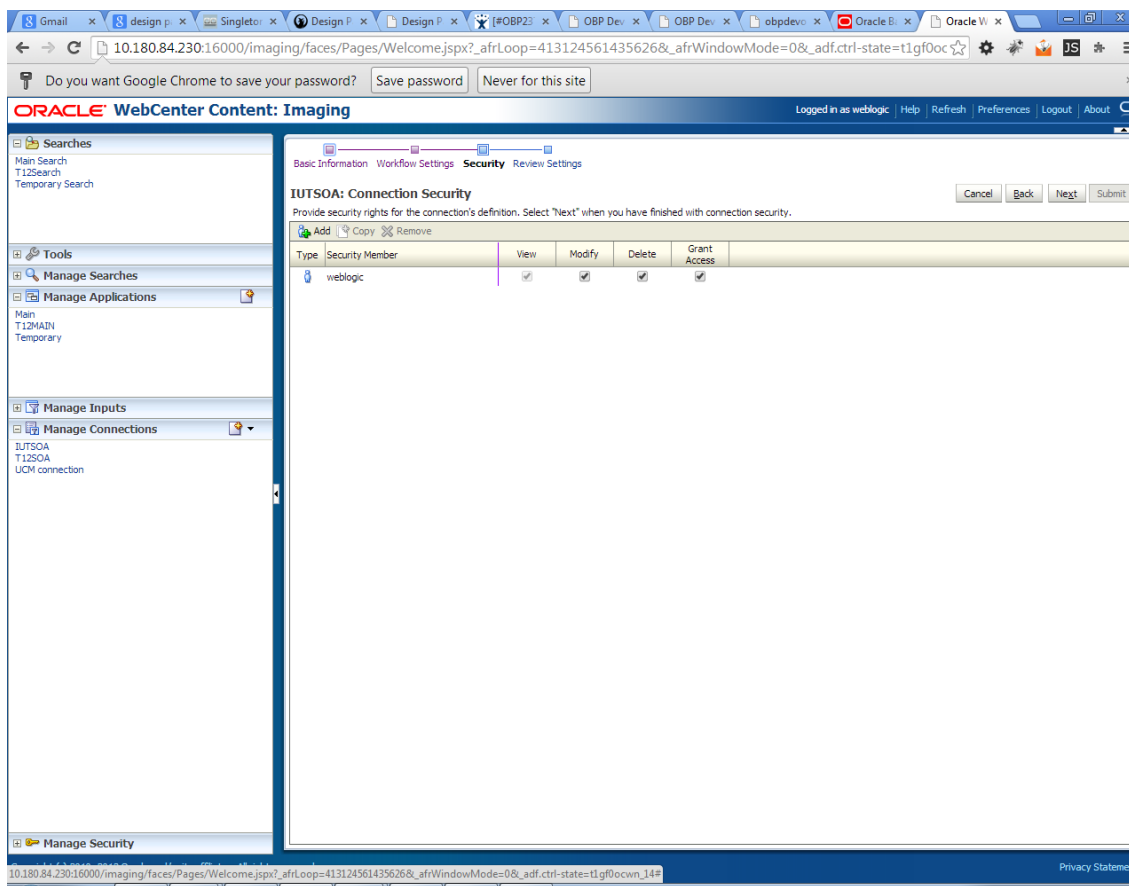 Gmail
design p
Singletor
Design P
Design P
[#OBP23
OBP Dev
OBP Dev
obpdevo
Oracle Ba
Oracle W
10.180.84.230:16000/imaging/faces/Pages/Welcome.jspx?_afrLoop=413124561435626&_afrWindowMode=0&_adf.ctrl-state=t1gf0oc
JS
Do you want Google Chrome to save your password? Save password Never for this site
ORACLE WebCenter Content: Imaging
Logged in as weblogic Help Refresh Preferences Logout About
Searches
Main Search
T12Search
Temporary Search
Tools
Manage Searches
Manage Applications
Main
T12MAIN
Temporary
Manage Inputs
Manage Connections
IUTSOA
T12SOA
UCM connection
Manage Security
Basic Information Workflow Settings Security Review Settings
IUTSOA: Connection Security
Cancel Back Next Submit
Provide security rights for the connection's definition. Select "Next" when you have finished with connection security.
Add Copy Remove
Type Security Member View Modify Delete Grant Access
weblogic
Privacy Stateme
10.180.84.230:16000/imaging/faces/Pages/Welcome.jspx?_afrLoop=413124561435626&_afrWindowMode=0&_adf.ctrl-state=t1gf0ocwn_14#